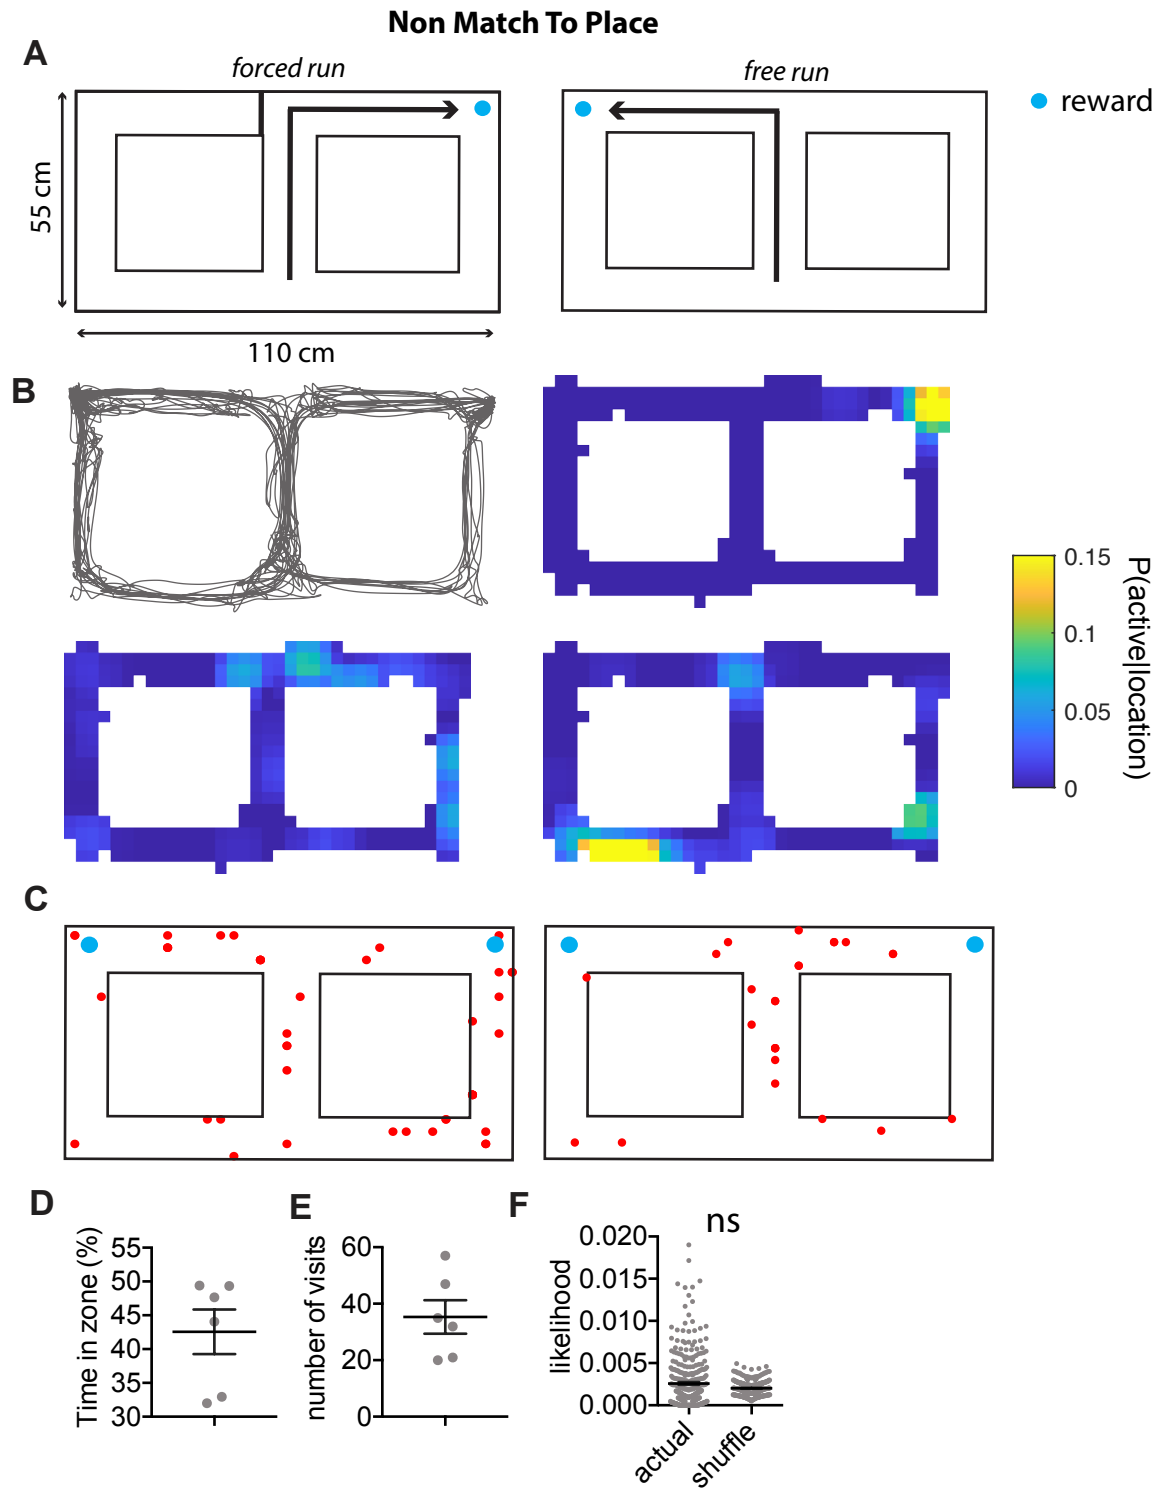 Non Match To Place
A
forced run
free run
reward
55 cm
110 cm
B
0.15
0.1
0.05
0
P(active|location)
C
D
Time in zone (%)
55
50
45
40
35
30
E
number of visits
60
40
20
0
F
ns
likelihood
0.020
0.015
0.010
0.005
0.000
actual
shuffle